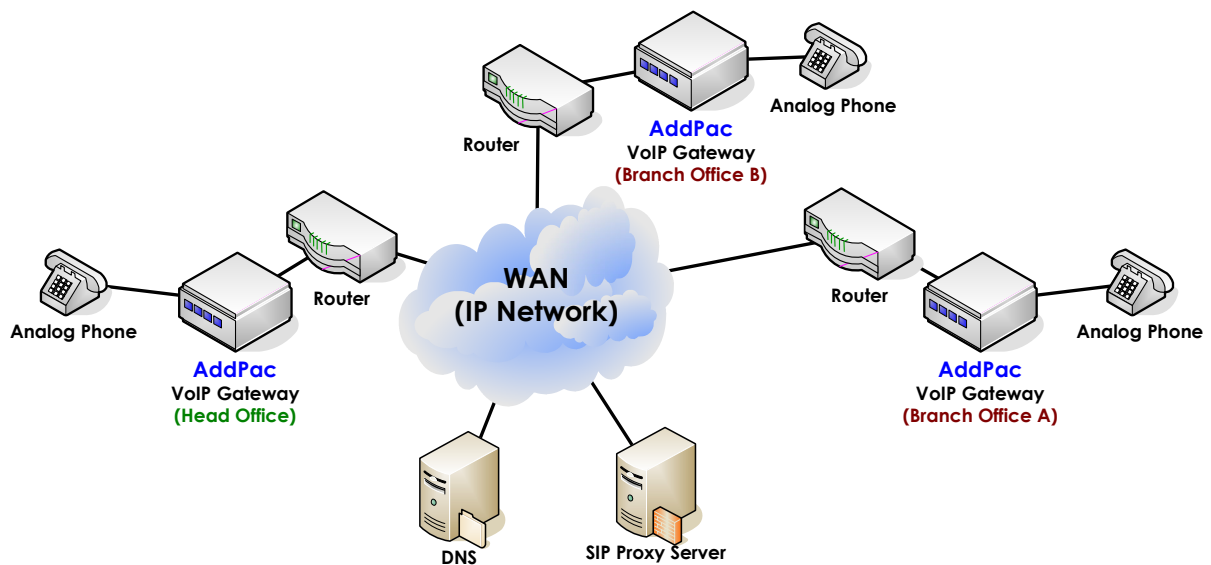 Analog Phone
Router
AddPac
VoIP Gateway
(Branch Office B)
WAN
(IP Network)
Router
Analog Phone
AddPac
VoIP Gateway
(Head Office)
Router
Analog Phone
AddPac
VoIP Gateway
(Branch Office A)
DNS
SIP Proxy Server